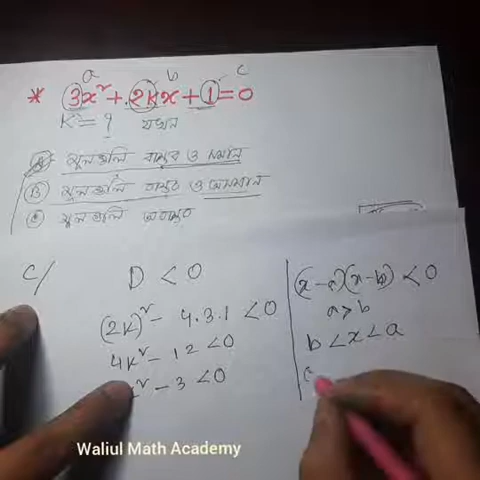 a b c
* 3x² + 2kx + 1 = 0
K = ? যখন
A মূলগুলি বাস্তব ও সমান
B মূলগুলি বাস্তব ও অসমান
C মূলগুলি অবাস্তব
C/ D < 0
(2k)² - 4.3.1 < 0
4k² - 12 < 0
² - 3 < 0
(x-a)(x-b) < 0
a > b
b < x < a
Waliul Math Academy